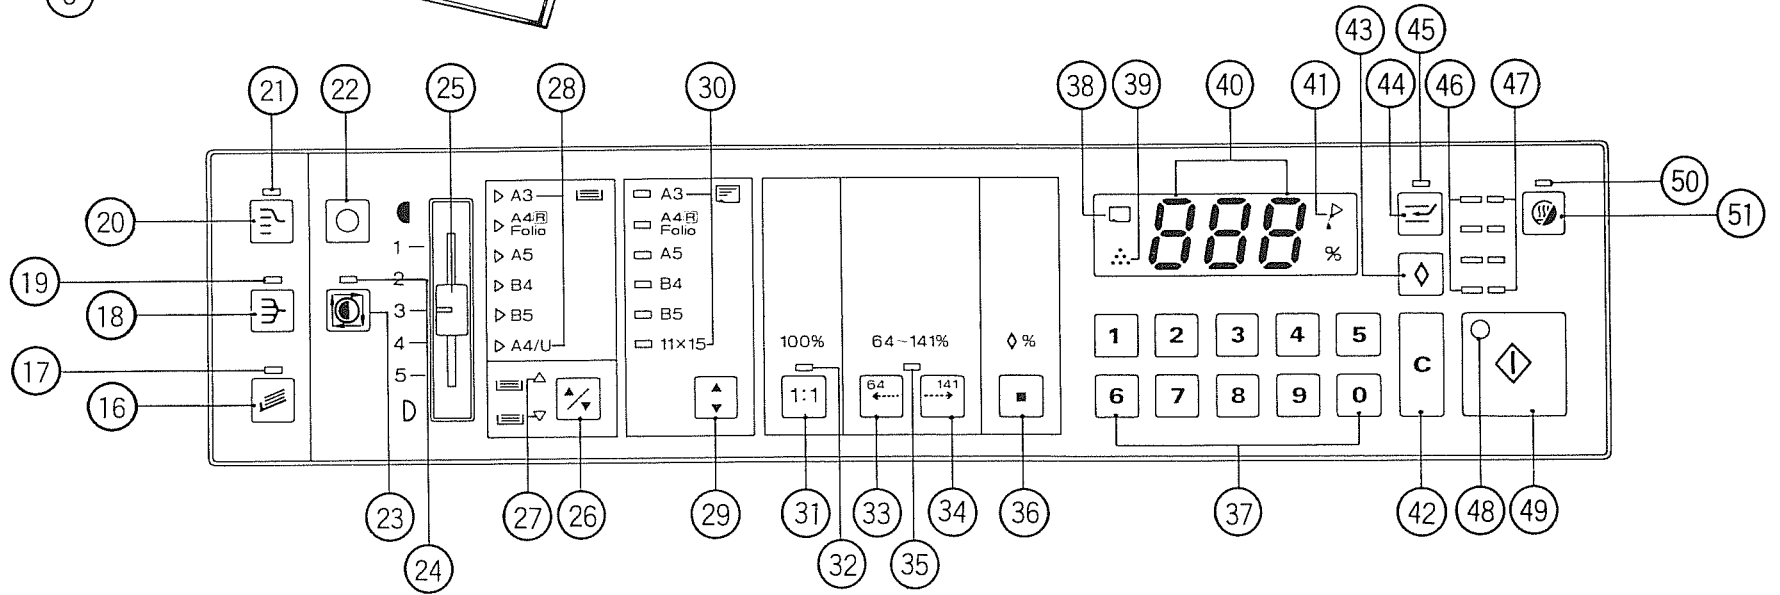 43 45
21 22 25 28 30 38 39 40 41 44 46 47
50
20
51
A3
A4R
Folio
A5
B4
B5
A4/U
A3
A4R
Folio
A5
B4
B5
11×15
1
2
3
4
5
D
19
18
17
16
100%
64~141%
◊%
%
1:1
64
141
1 2 3 4 5
6 7 8 9 0
C
23 27 26 29 31 33 34 36 37 42 48 49
24 32 35